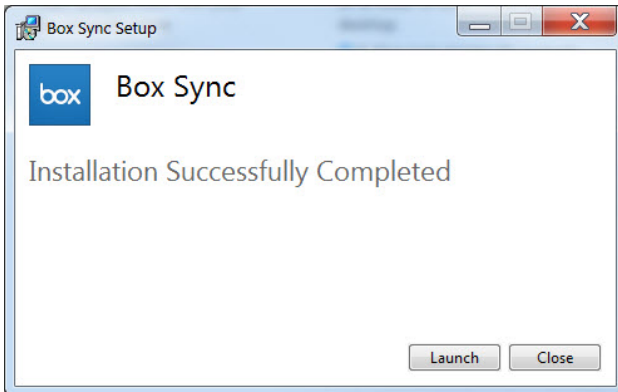 Box Sync Setup
box
Box Sync
Installation Successfully Completed
Launch
Close